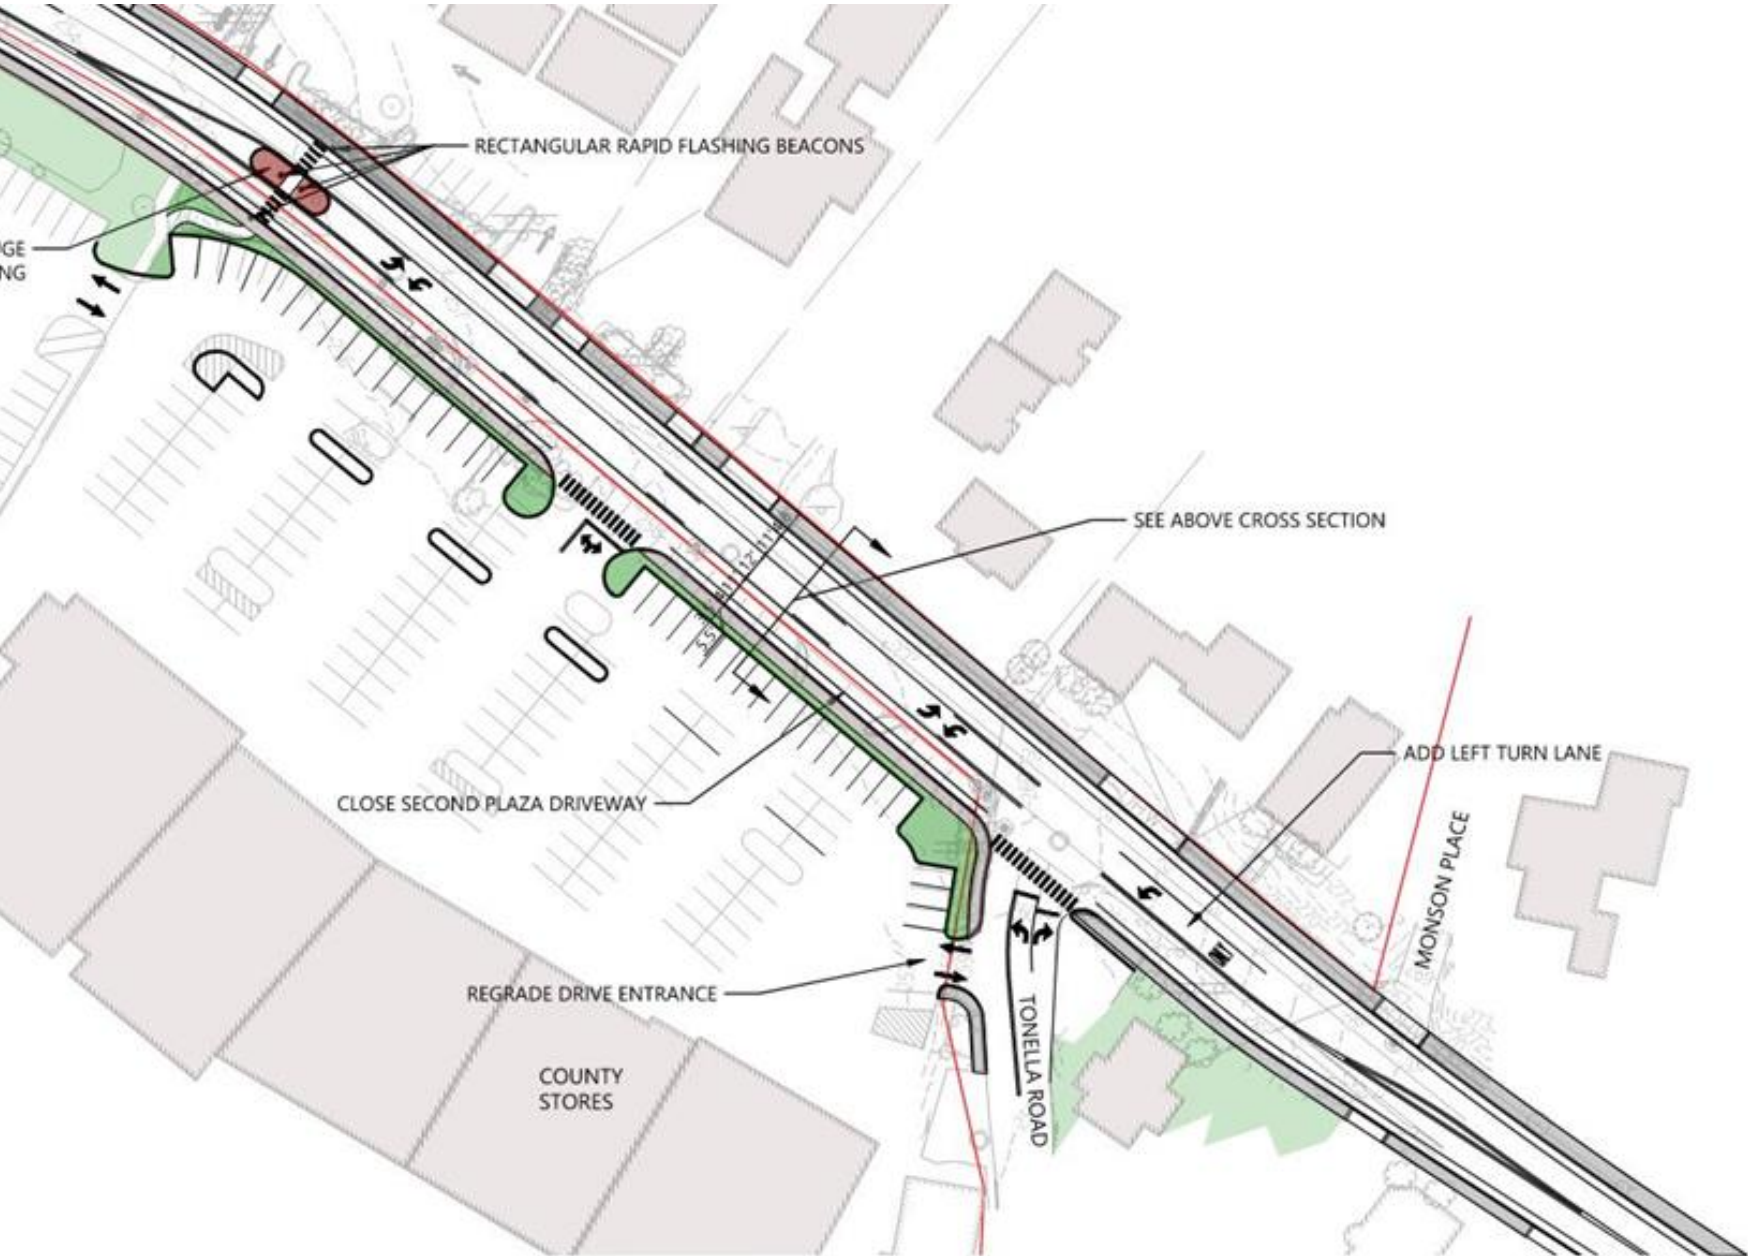 RECTANGULAR RAPID FLASHING BEACONS
GE
NG
SEE ABOVE CROSS SECTION
ADD LEFT TURN LANE
CLOSE SECOND PLAZA DRIVEWAY
MONSON PLACE
REGRADE DRIVE ENTRANCE
TONELLA ROAD
COUNTY
STORES